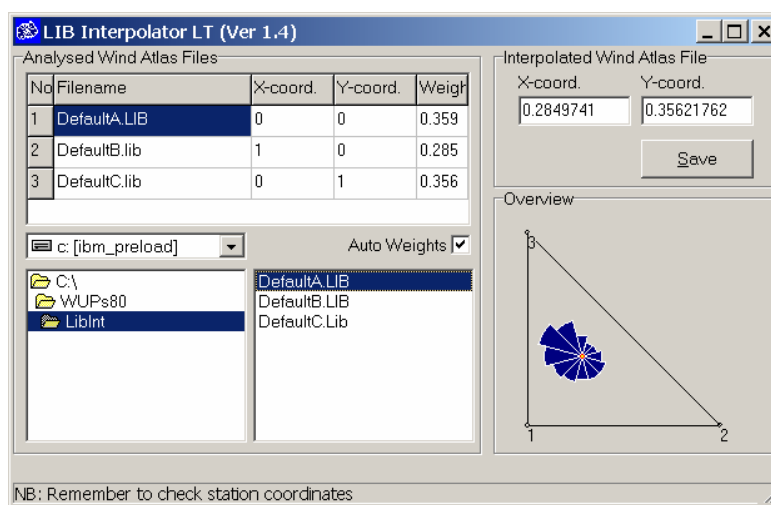 LIB Interpolator LT (Ver 1.4)
Analysed Wind Atlas Files
No Filename X-coord. Y-coord. Weigh
1 DefaultA.LIB 0 0 0.359
2 DefaultB.lib 1 0 0.285
3 DefaultC.lib 0 1 0.356
c: [ibm_preload]
Auto Weights
C:\
WUPs80
LibInt
DefaultA.LIB
DefaultB.LIB
DefaultC.Lib
Interpolated Wind Atlas File
X-coord. Y-coord.
0.2849741 0.35621762
Save
Overview
3
1 2
NB: Remember to check station coordinates